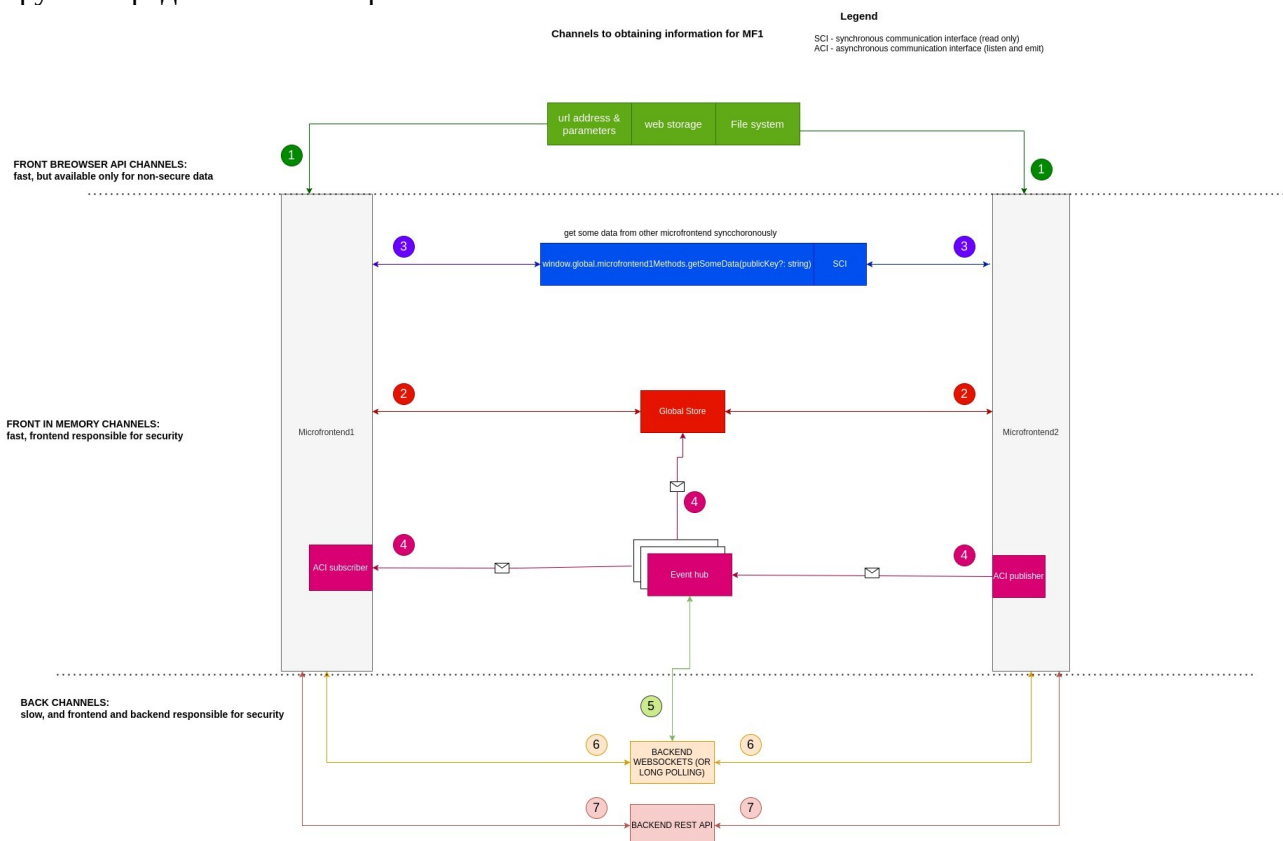 Legend
Channels to obtaining information for MF1
SCI - synchronous communication interface (read only)
ACI - asynchronous communication interface (listen and emit)
url address &
parameters
web storage
File system
1
1
FRONT BREOWSER API CHANNELS:
fast, but available only for non-secure data
get some data from other microfrontend syncchoronously
3
3
window.global.microfrontend1Methods.getSomeData(publicKey?: string)
SCI
2
2
Global Store
FRONT IN MEMORY CHANNELS:
fast, frontend responsible for security
Microfrontend1
Microfrontend2
4
4
4
ACI subscriber
Event hub
ACI publisher
BACK CHANNELS:
slow, and frontend and backend responsible for security
5
6
6
BACKEND
WEBSOCKETS (OR
LONG POLLING)
7
7
BACKEND REST API